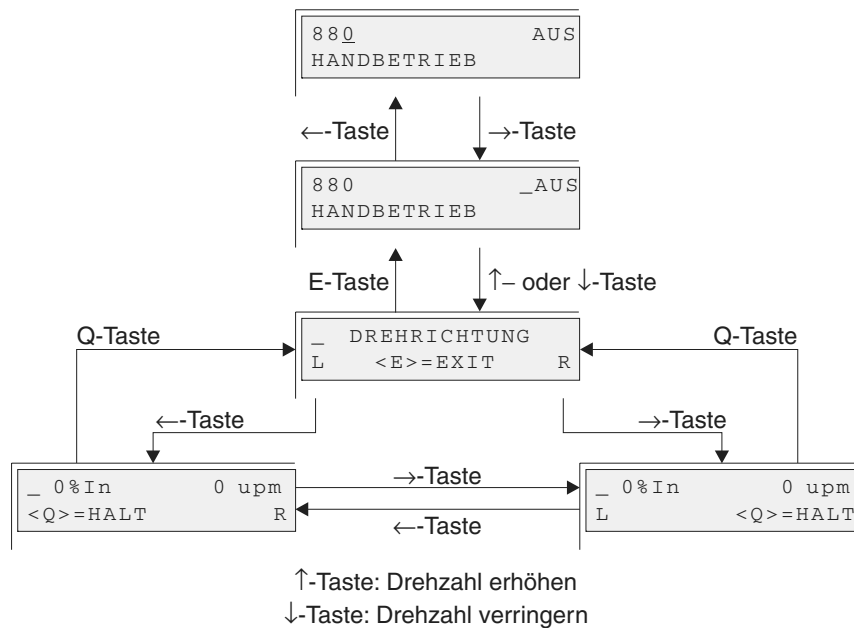 880 AUS
HANDBETRIEB
←-Taste →-Taste
880 _AUS
HANDBETRIEB
E-Taste ↑– oder ↓-Taste
_ DREHRICHTUNG
L <E>=EXIT R
Q-Taste Q-Taste
←-Taste →-Taste
_ 0%In 0 upm
<Q>=HALT R
→-Taste
←-Taste
_ 0%In 0 upm
L <Q>=HALT
↑-Taste: Drehzahl erhöhen
↓-Taste: Drehzahl verringern